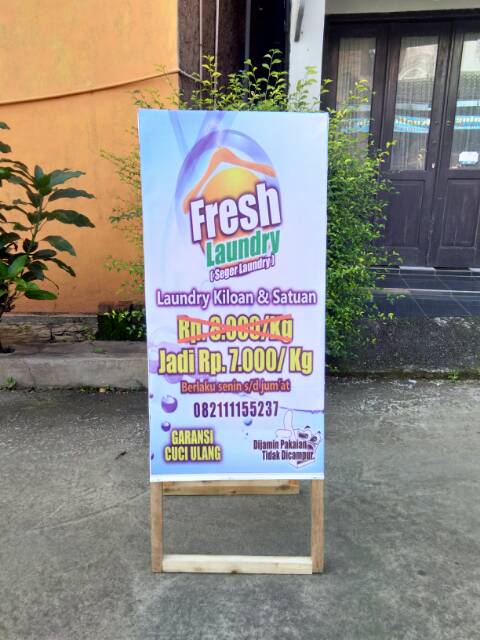 Fresh
Laundry
(Seger Laundry)
Laundry Kiloan & Satuan
Rp. 9.000/Kg
Jadi Rp. 7.000/ Kg
Berlaku senin s/d jum'at
082111155237
GARANSI
CUCI ULANG
Dijamin Pakaian
Tidak Dicampur.